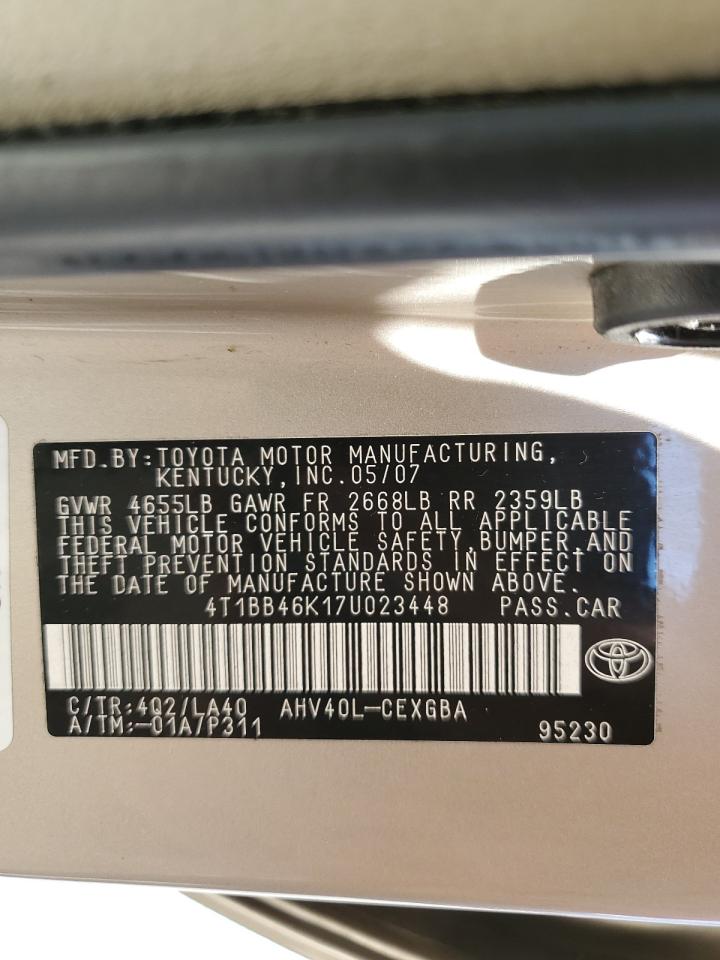 MFD.BY:TOYOTA MOTOR MANUFACTURING,
KENTUCKY,INC.05/07
GVWR 4655LB GAWR FR 2668LB RR 2359LB
THIS VEHICLE CONFORMS TO ALL APPLICABLE
FEDERAL MOTOR VEHICLE SAFETY,BUMPER,AND
THEFT PREVENTION STANDARDS IN EFFECT ON
THE DATE OF MANUFACTURE SHOWN ABOVE.
4T1BB46K17U023448 PASS.CAR
C/TR:4Q2/LA40 AHV40L-CEXGBA
A/TM:-01A/P311 95230